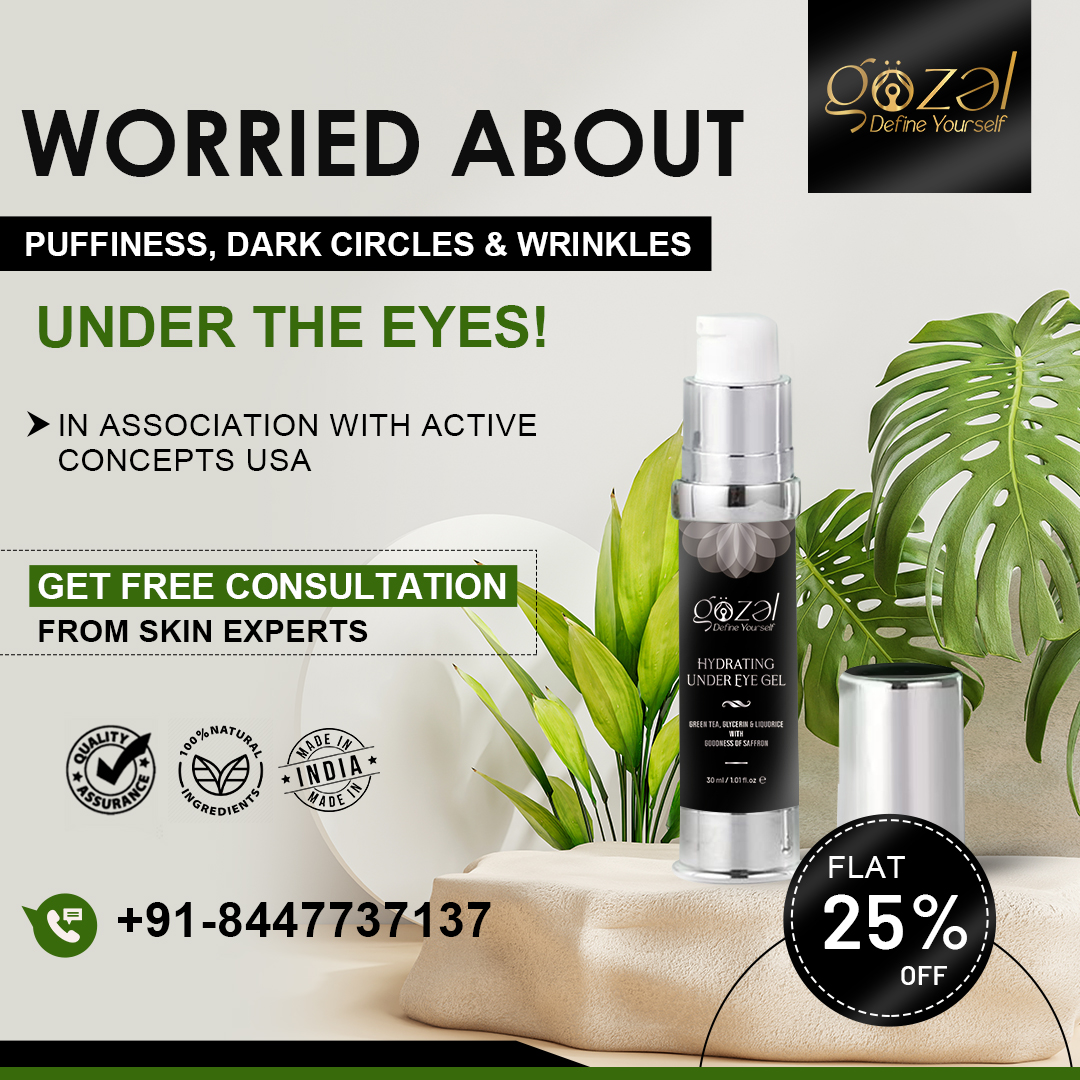 gözəl
Define Yourself
WORRIED ABOUT
PUFFINESS, DARK CIRCLES & WRINKLES
UNDER THE EYES!
IN ASSOCIATION WITH ACTIVE
CONCEPTS USA
GET FREE CONSULTATION
FROM SKIN EXPERTS
QUALITY
ASSURANCE
100% NATURAL
INGREDIENTS
MADE IN
INDIA
MADE IN
+91-8447737137
gözəl
Define Yourself
HYDRATING
UNDER EYE GEL
GREEN TEA, GLYCERIN & LIQUORICE
WITH
GOODNESS OF SAFFRON
30 ml / 1.01 fl.oz ℮
FLAT
25%
OFF